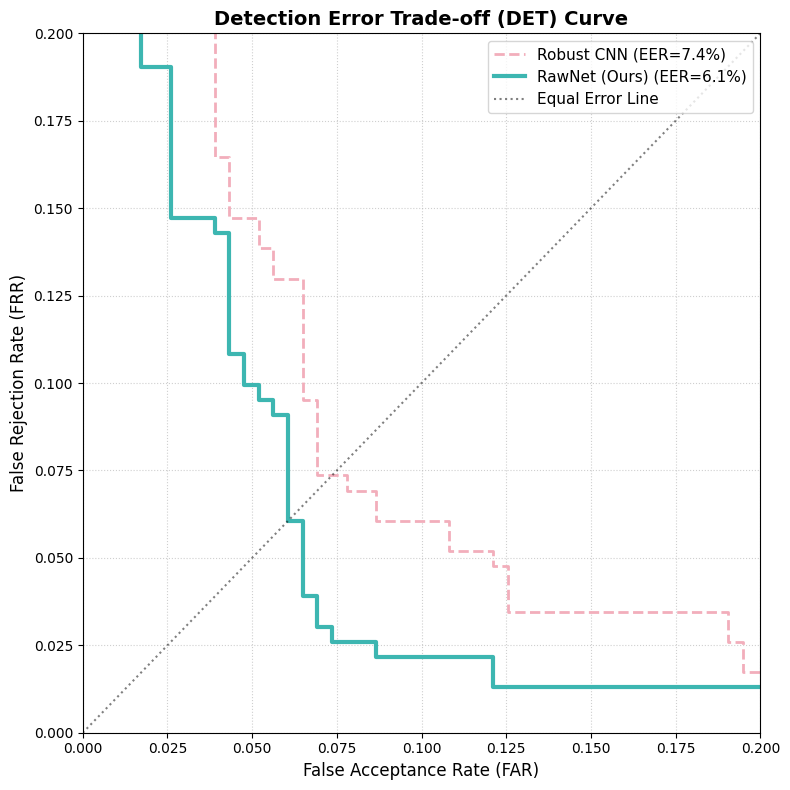 Detection Error Trade-off (DET) Curve
Robust CNN (EER=7.4%)
RawNet (Ours) (EER=6.1%)
Equal Error Line
False Rejection Rate (FRR)
0.200
0.175
0.150
0.125
0.100
0.075
0.050
0.025
0.000
0.000 0.025 0.050 0.075 0.100 0.125 0.150 0.175 0.200
False Acceptance Rate (FAR)